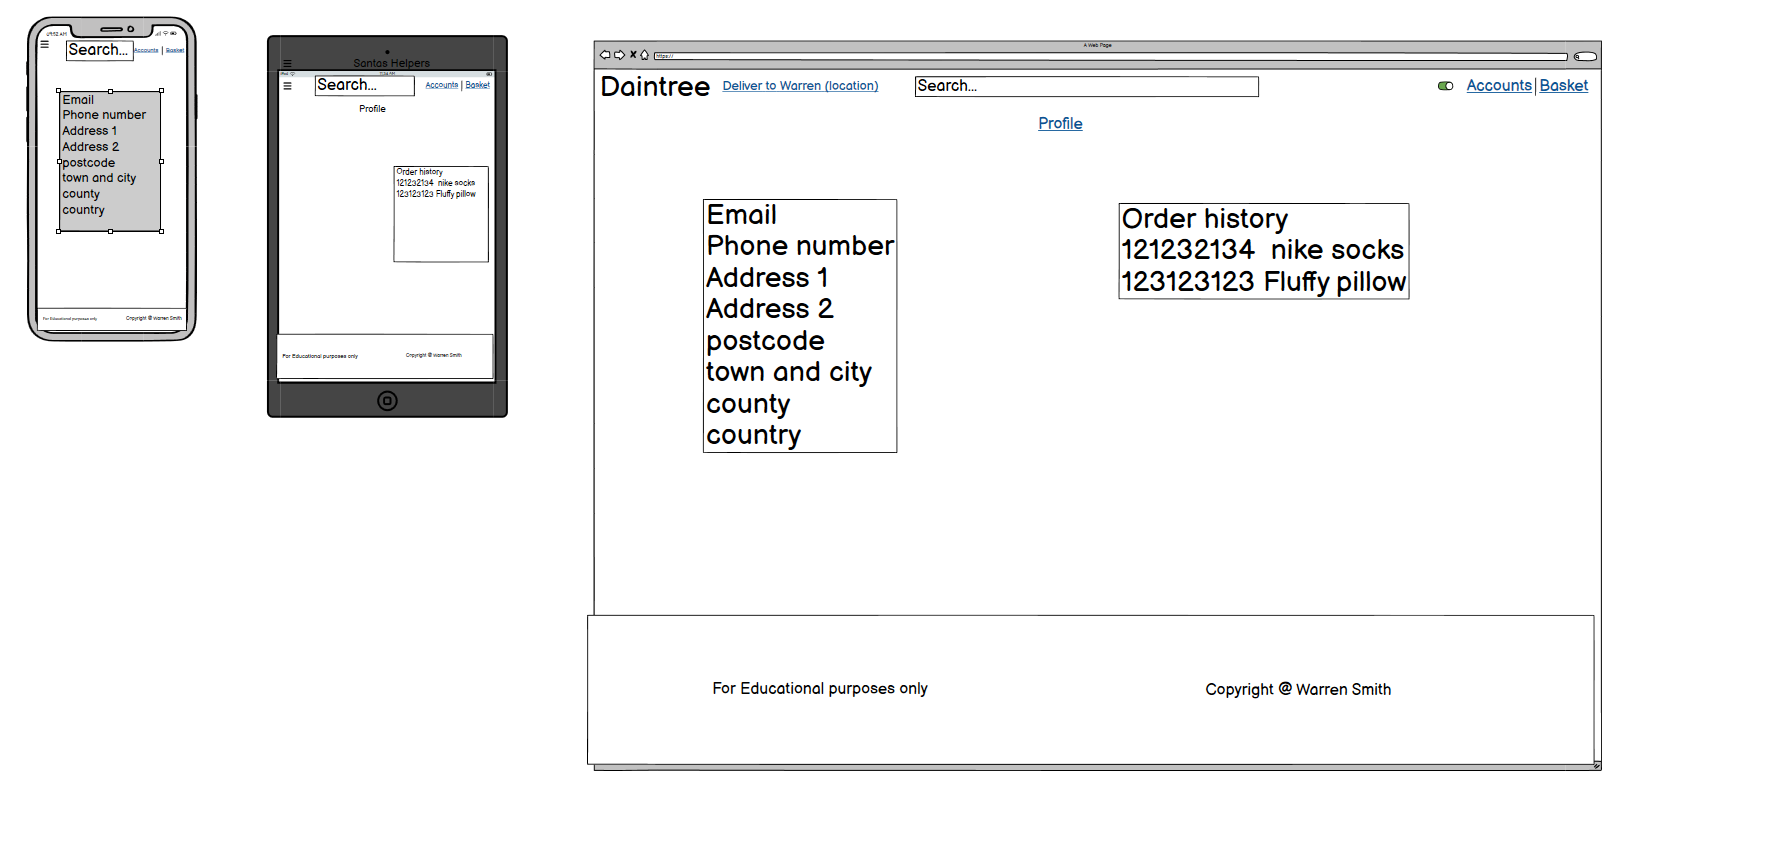 09:52 AM
Search...
Accounts | Basket
Email
Phone number
Address 1
Address 2
postcode
town and city
county
country
For Educational purposes only
Copyright @ Warren Smith
Santas Helpers
iPad
11:54 AM
Search...
Accounts | Basket
Profile
Order history
121232134 nike socks
123123123 Fluffy pillow
For Educational purposes only
Copyright @ Warren Smith
A Web Page
https://
Daintree
Deliver to Warren (location)
Search...
Accounts | Basket
Profile
Email
Phone number
Address 1
Address 2
postcode
town and city
county
country
Order history
121232134 nike socks
123123123 Fluffy pillow
For Educational purposes only
Copyright @ Warren Smith